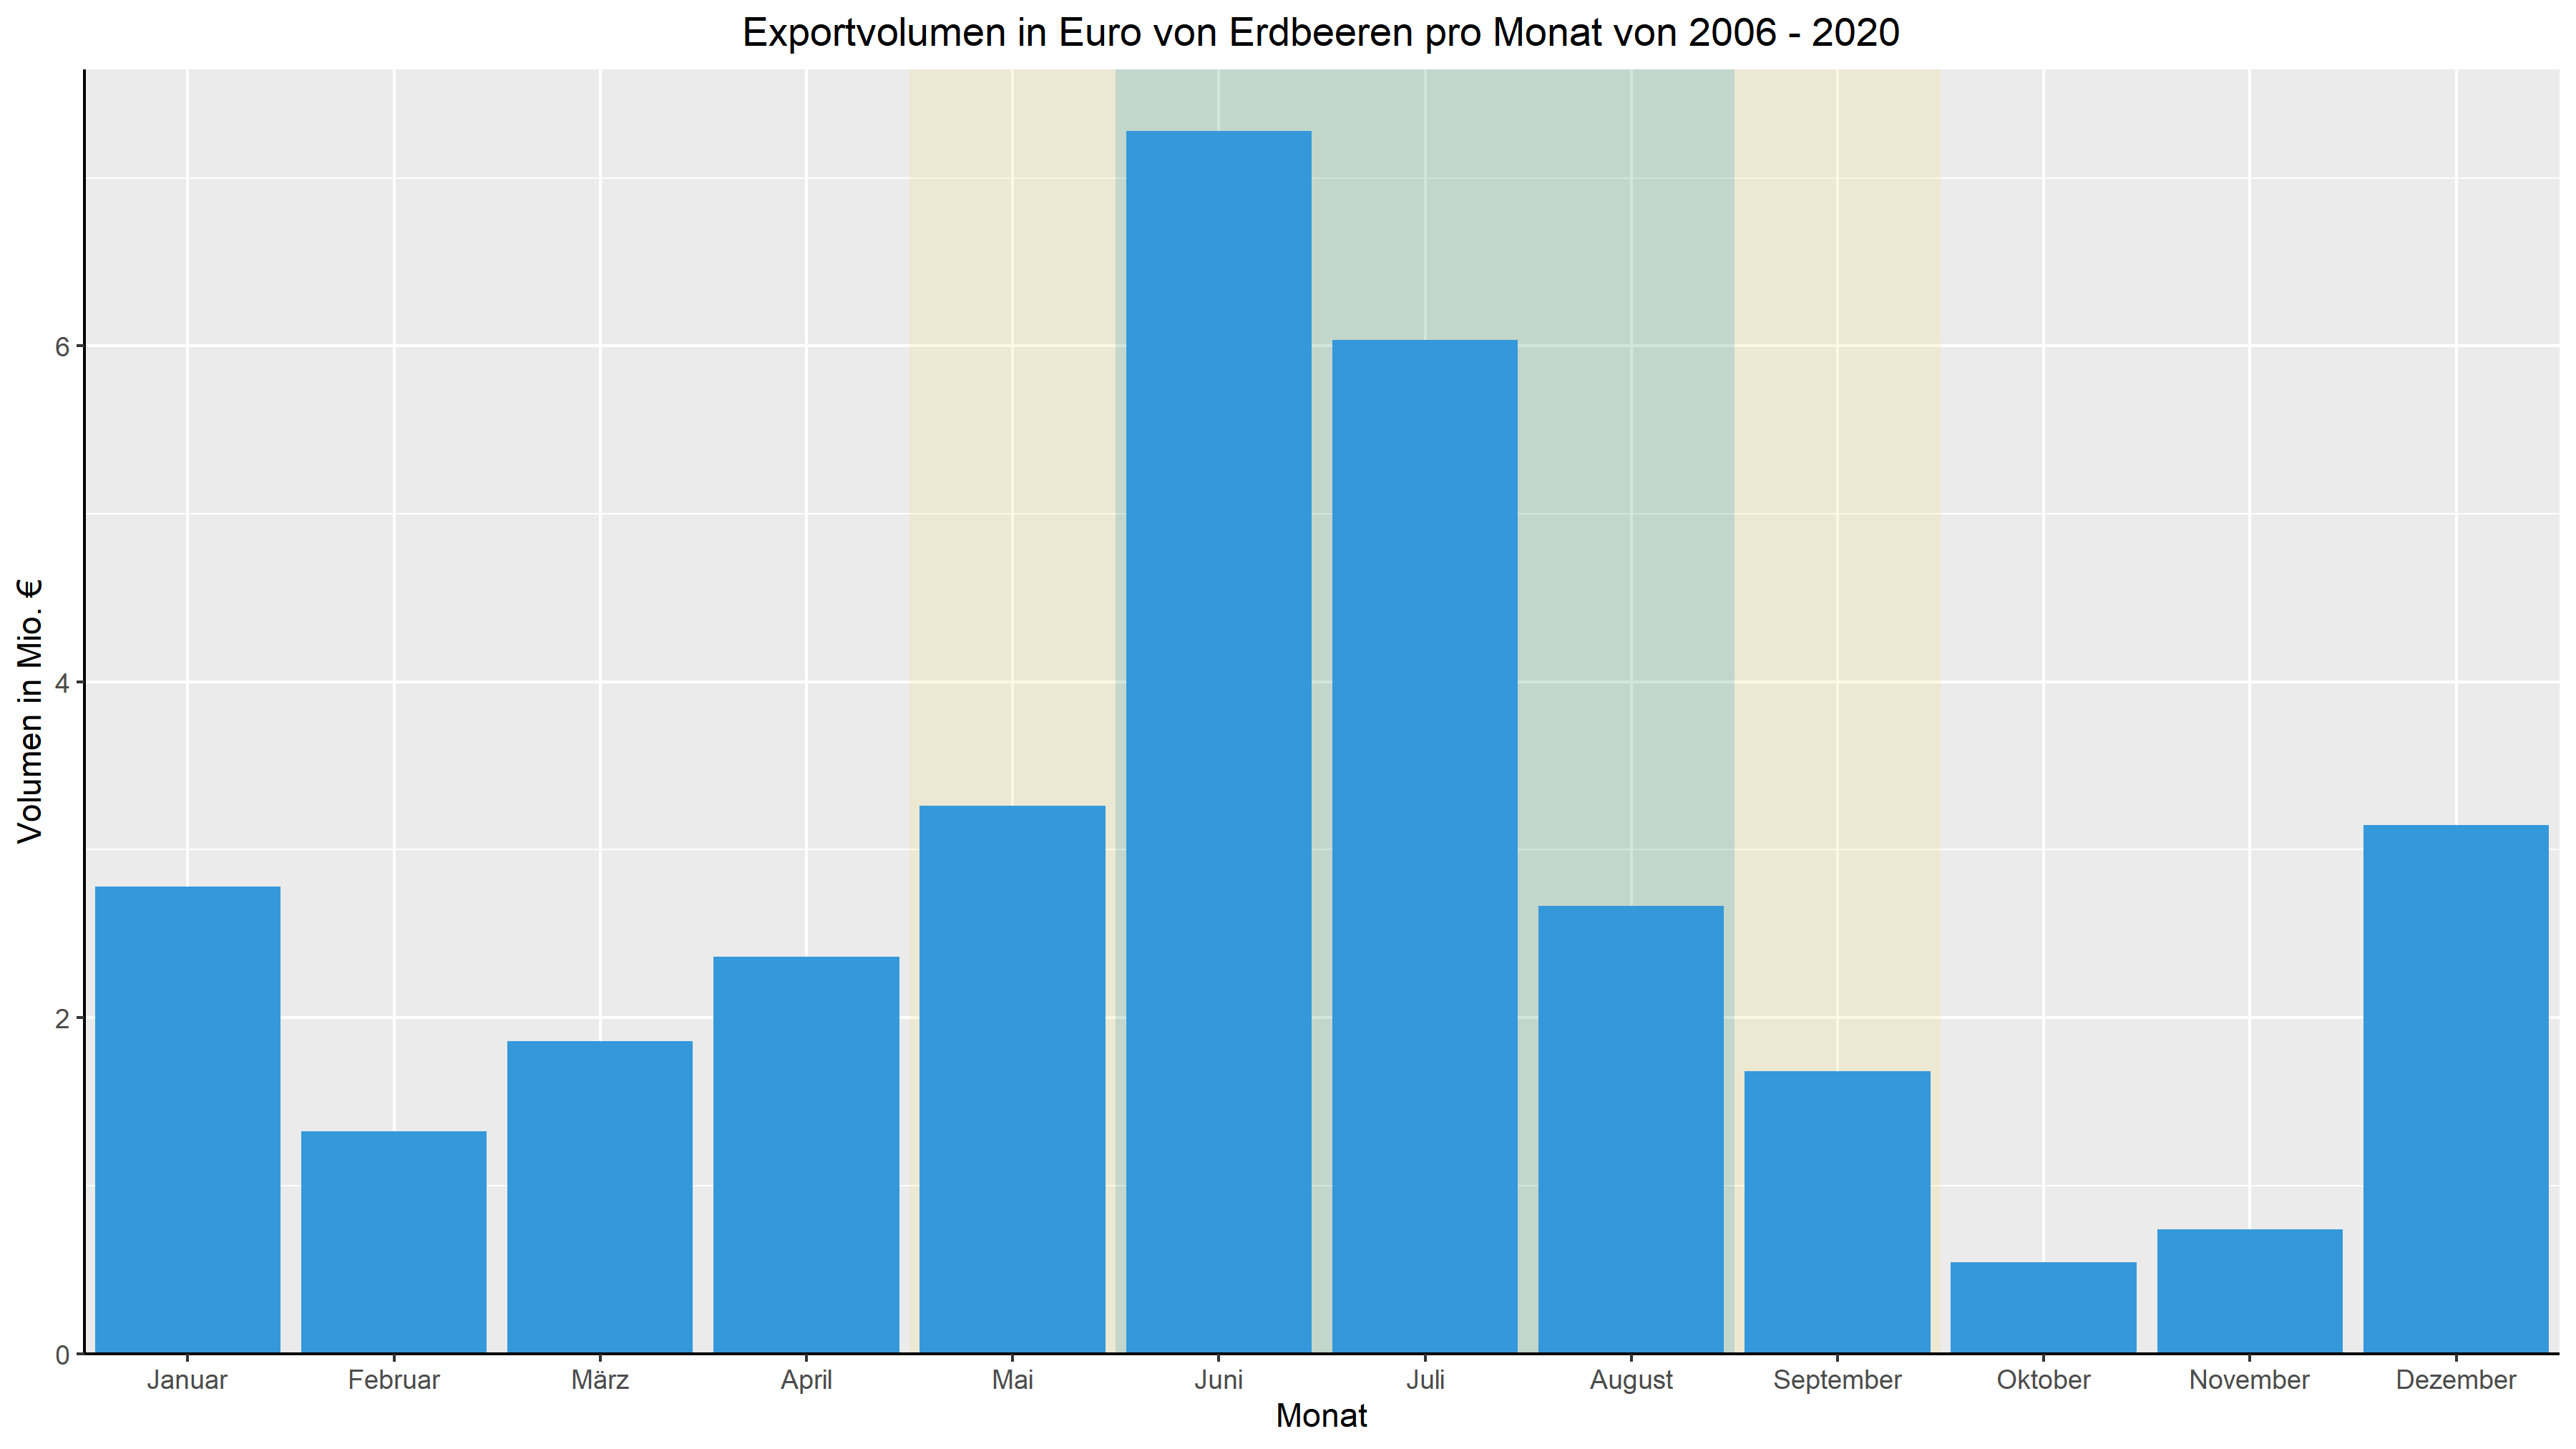 Exportvolumen in Euro von Erdbeeren pro Monat von 2006 - 2020
Volumen in Mio. €
6
4
2
0
Januar Februar März April Mai Juni Juli August September Oktober November Dezember
Monat